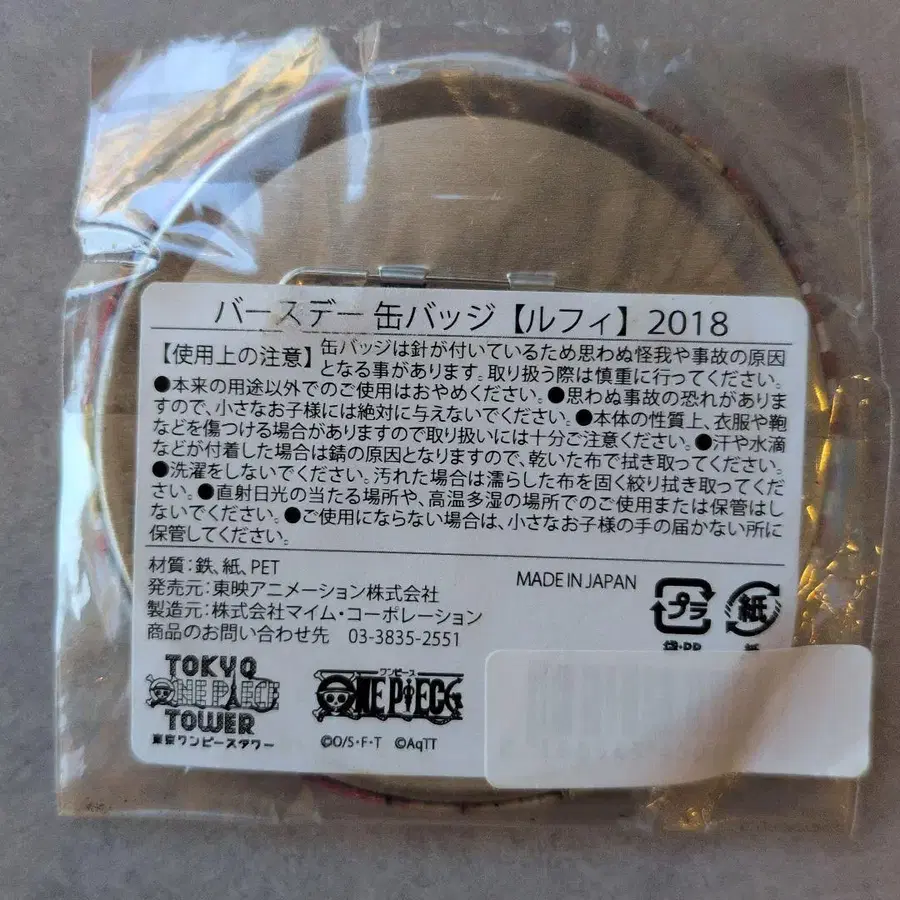 バースデー 缶バッジ【ルフィ】2018
【使用上の注意】缶バッジは針が付いているため思わぬ怪我や事故の原因
となる事があります。取り扱う際は慎重に行ってください。
●本来の用途以外でのご使用はおやめください。●思わぬ事故の恐れがありま
すので、小さなお子様には絶対に与えないでください。●本体の性質上、衣服や鞄
などを傷つける場合がありますので取り扱いには十分ご注意ください。●汗や水滴
などが付着した場合は錆の原因となりますので、乾いた布で拭き取ってください。
●洗濯をしないでください。汚れた場合は濡らした布を固く絞り拭き取ってくだ
さい。●直射日光の当たる場所や、高温多湿の場所でのご使用または保管はし
ないでください。●ご使用にならない場合は、小さなお子様の手の届かない所に
保管してください。
材質:鉄、紙、PET
発売元:東映アニメーション株式会社
製造元:株式会社マイム・コーポレーション
商品のお問い合わせ先 03-3835-2551
MADE IN JAPAN
プラ
紙
TOKYO
ONE PIECE
TOWER
東京ワンピースタワー
ワンピース
ONE PIECE
©O/S・F・T ©AqTT